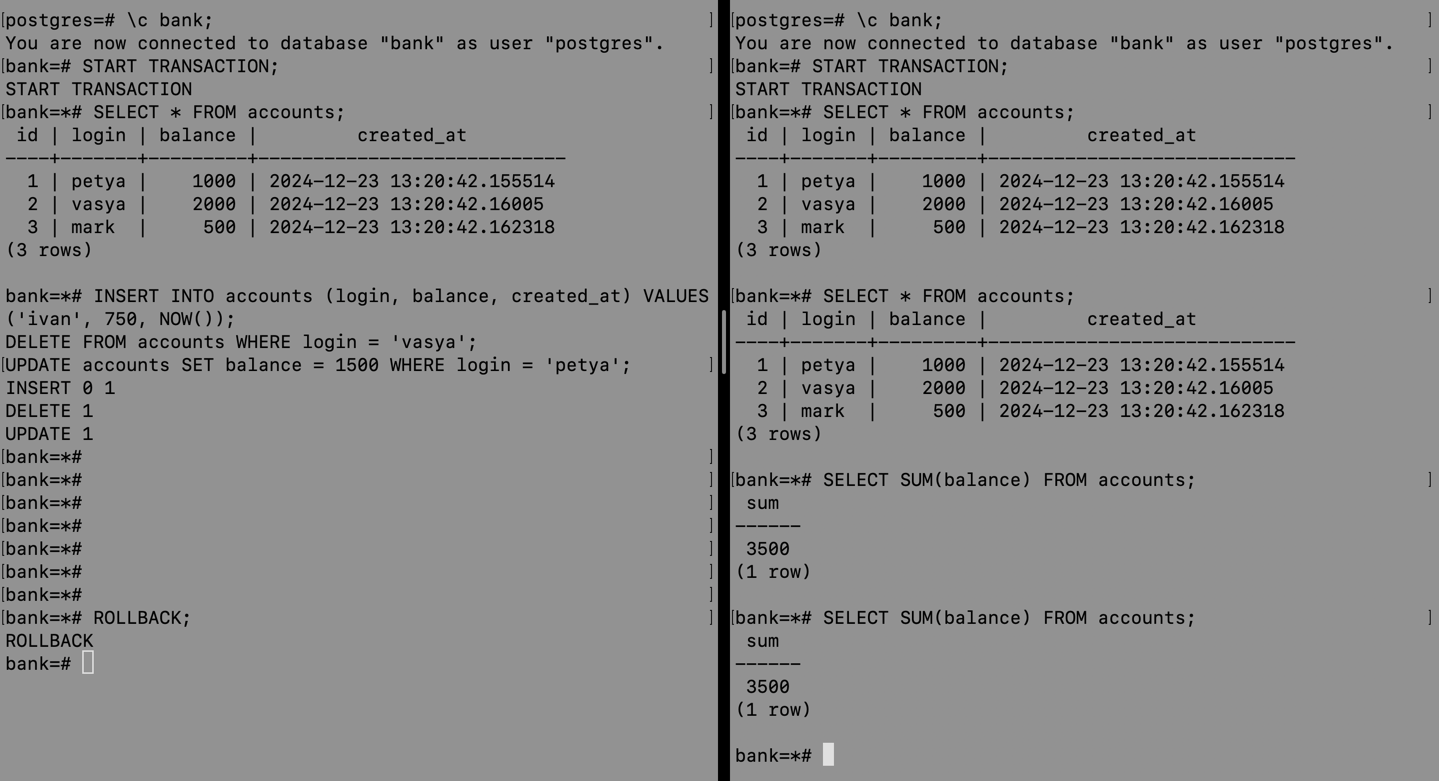 [postgres=# \c bank; ]
You are now connected to database "bank" as user "postgres".
[bank=# START TRANSACTION; ]
START TRANSACTION
[bank=*# SELECT * FROM accounts; ]
 id | login | balance |         created_at
----+-------+---------+----------------------------
  1 | petya |    1000 | 2024-12-23 13:20:42.155514
  2 | vasya |    2000 | 2024-12-23 13:20:42.16005
  3 | mark  |     500 | 2024-12-23 13:20:42.162318
(3 rows)
bank=*# INSERT INTO accounts (login, balance, created_at) VALUES
('ivan', 750, NOW());
DELETE FROM accounts WHERE login = 'vasya';
[UPDATE accounts SET balance = 1500 WHERE login = 'petya'; ]
INSERT 0 1
DELETE 1
UPDATE 1
[bank=*# ]
[bank=*# ]
[bank=*# ]
[bank=*# ]
[bank=*# ]
[bank=*# ]
[bank=*# ]
[bank=*# ROLLBACK; ]
ROLLBACK
bank=#
[postgres=# \c bank; ]
You are now connected to database "bank" as user "postgres".
[bank=# START TRANSACTION; ]
START TRANSACTION
[bank=*# SELECT * FROM accounts; ]
 id | login | balance |         created_at
----+-------+---------+----------------------------
  1 | petya |    1000 | 2024-12-23 13:20:42.155514
  2 | vasya |    2000 | 2024-12-23 13:20:42.16005
  3 | mark  |     500 | 2024-12-23 13:20:42.162318
(3 rows)
[bank=*# SELECT * FROM accounts; ]
 id | login | balance |         created_at
----+-------+---------+----------------------------
  1 | petya |    1000 | 2024-12-23 13:20:42.155514
  2 | vasya |    2000 | 2024-12-23 13:20:42.16005
  3 | mark  |     500 | 2024-12-23 13:20:42.162318
(3 rows)
[bank=*# SELECT SUM(balance) FROM accounts; ]
 sum
------
 3500
(1 row)
[bank=*# SELECT SUM(balance) FROM accounts; ]
 sum
------
 3500
(1 row)
bank=*#